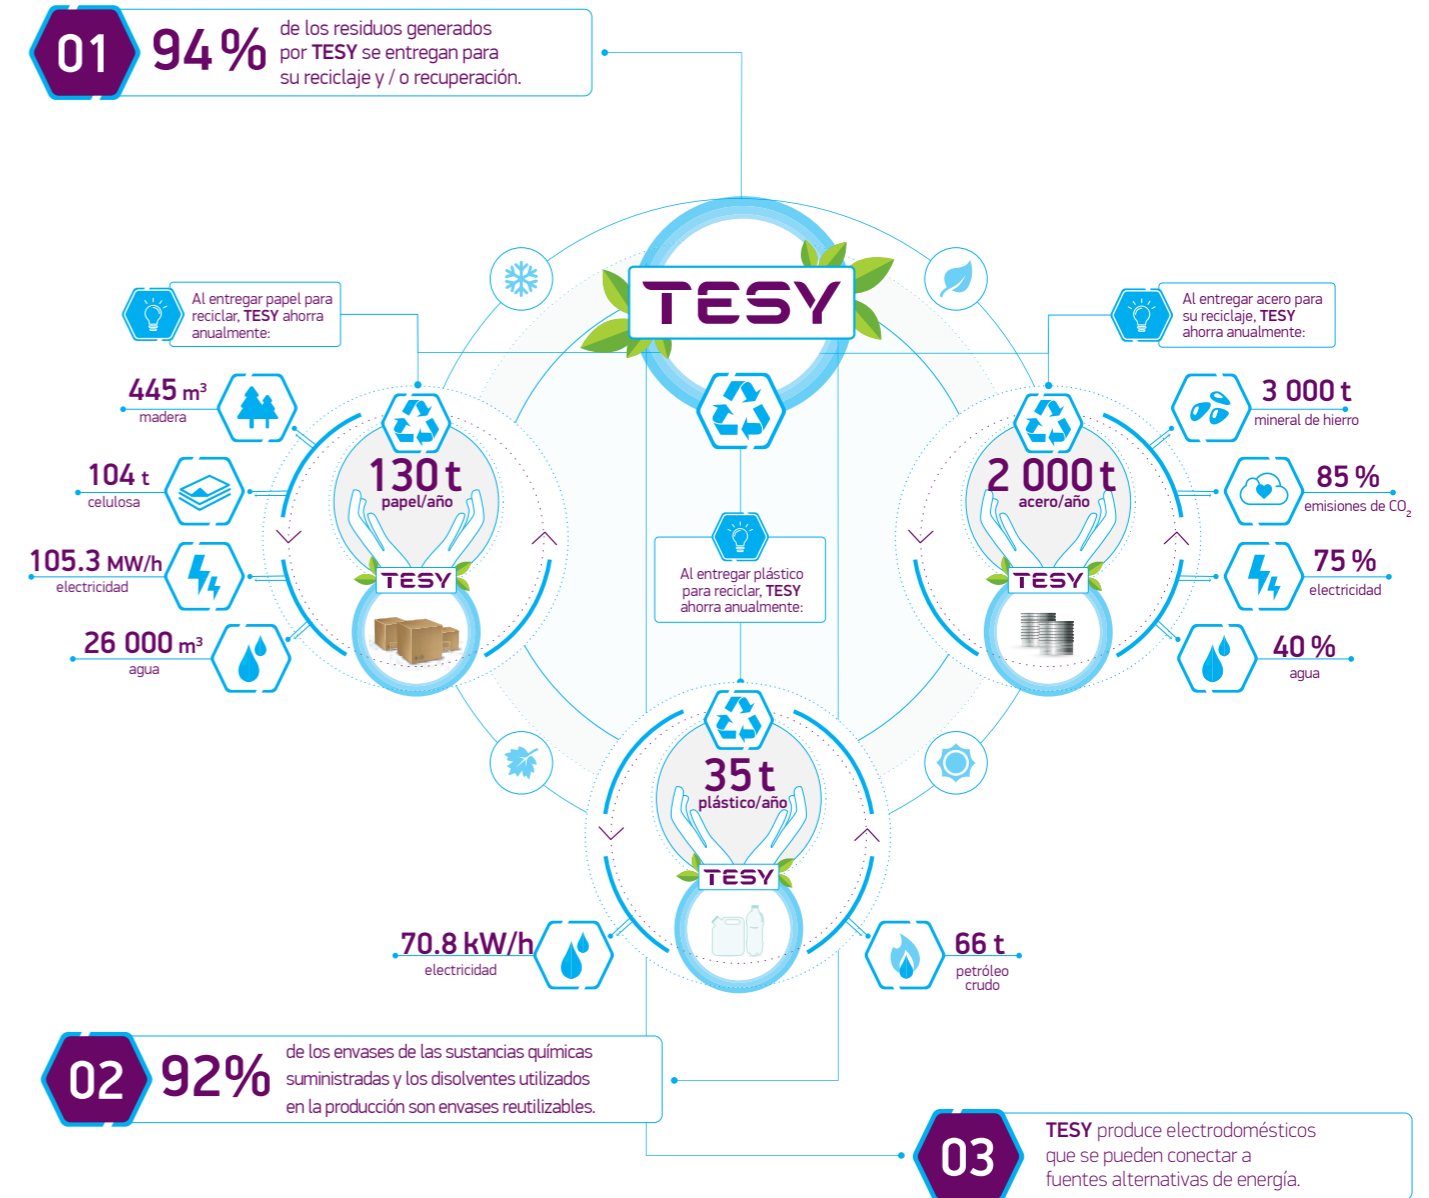 01
94 %
de los residuos generados
por TESY se entregan para
su reciclaje y / o recuperación.
TESY
Al entregar papel para
reciclar, TESY ahorra
anualmente:
445 m³
madera
104 t
celulosa
105.3 MW/h
electricidad
26 000 m³
agua
130 t
papel/año
TESY
Al entregar acero para
su reciclaje, TESY
ahorra anualmente:
2 000 t
acero/año
TESY
3 000 t
mineral de hierro
85 %
emisiones de CO₂
75 %
electricidad
40 %
agua
Al entregar plástico
para reciclar, TESY
ahorra anualmente:
35 t
plástico/año
TESY
70.8 kW/h
electricidad
66 t
petróleo
crudo
02
92%
de los envases de las sustancias químicas
suministradas y los disolventes utilizados
en la producción son envases reutilizables.
03
TESY produce electrodomésticos
que se pueden conectar a
fuentes alternativas de energía.